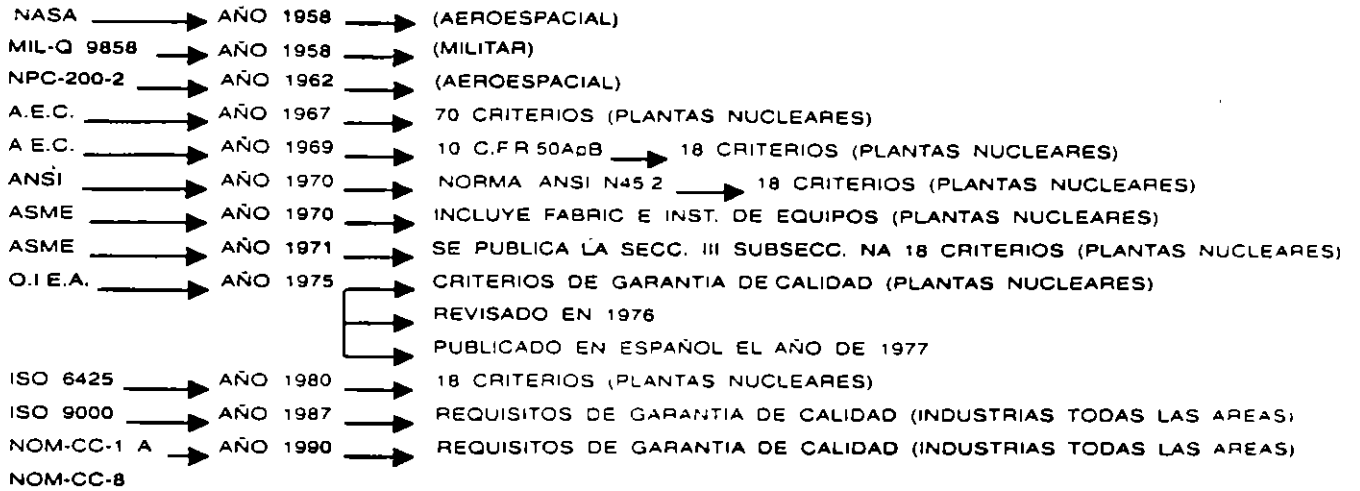 NASA AÑO 1958 (AEROESPACIAL)
MIL-Q 9858 AÑO 1958 (MILITAR)
NPC-200-2 AÑO 1962 (AEROESPACIAL)
A.E.C. AÑO 1967 70 CRITERIOS (PLANTAS NUCLEARES)
A E.C. AÑO 1969 10 C.F R 50ApB 18 CRITERIOS (PLANTAS NUCLEARES)
ANSI AÑO 1970 NORMA ANSI N45 2 18 CRITERIOS (PLANTAS NUCLEARES)
ASME AÑO 1970 INCLUYE FABRIC E INST. DE EQUIPOS (PLANTAS NUCLEARES)
ASME AÑO 1971 SE PUBLICA LA SECC. III SUBSECC. NA 18 CRITERIOS (PLANTAS NUCLEARES)
O.I E.A. AÑO 1975 CRITERIOS DE GARANTIA DE CALIDAD (PLANTAS NUCLEARES)
REVISADO EN 1976
PUBLICADO EN ESPAÑOL EL AÑO DE 1977
ISO 6425 AÑO 1980 18 CRITERIOS (PLANTAS NUCLEARES)
ISO 9000 AÑO 1987 REQUISITOS DE GARANTIA DE CALIDAD (INDUSTRIAS TODAS LAS AREAS)
NOM-CC-1 A AÑO 1990 REQUISITOS DE GARANTIA DE CALIDAD (INDUSTRIAS TODAS LAS AREAS)
NOM-CC-8